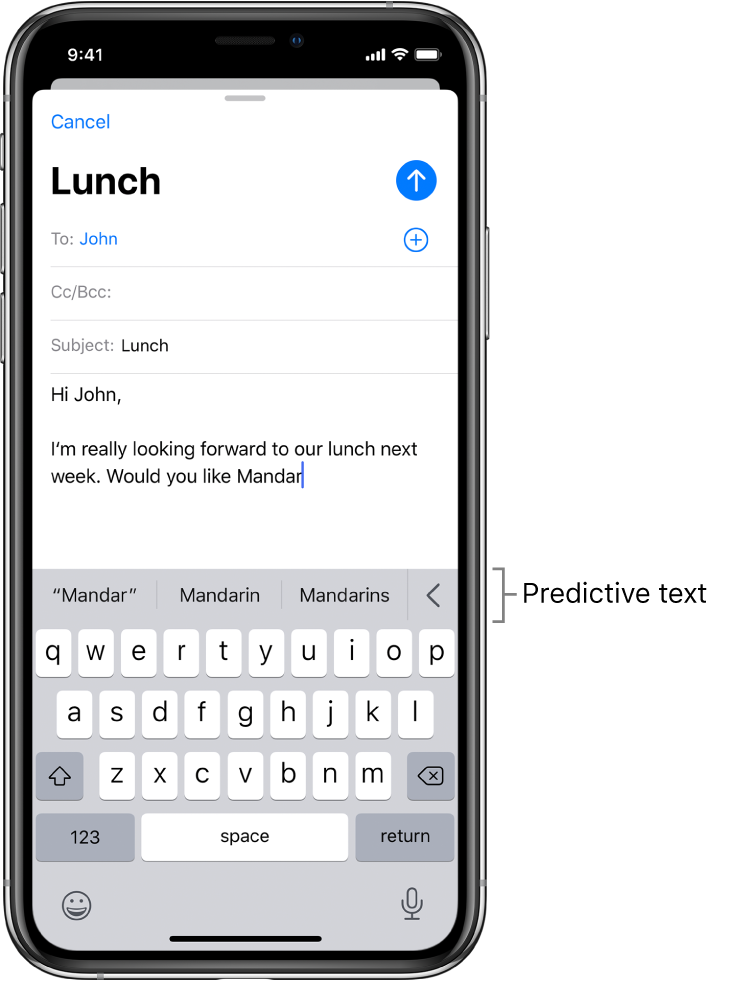 9:41
Cancel
Lunch
To: John
Cc/Bcc:
Subject: Lunch
Hi John,
I‘m really looking forward to our lunch next
week. Would you like Mandar
“Mandar” Mandarin Mandarins
Predictive text
q w e r t y u i o p
a s d f g h j k l
z x c v b n m
123 space return